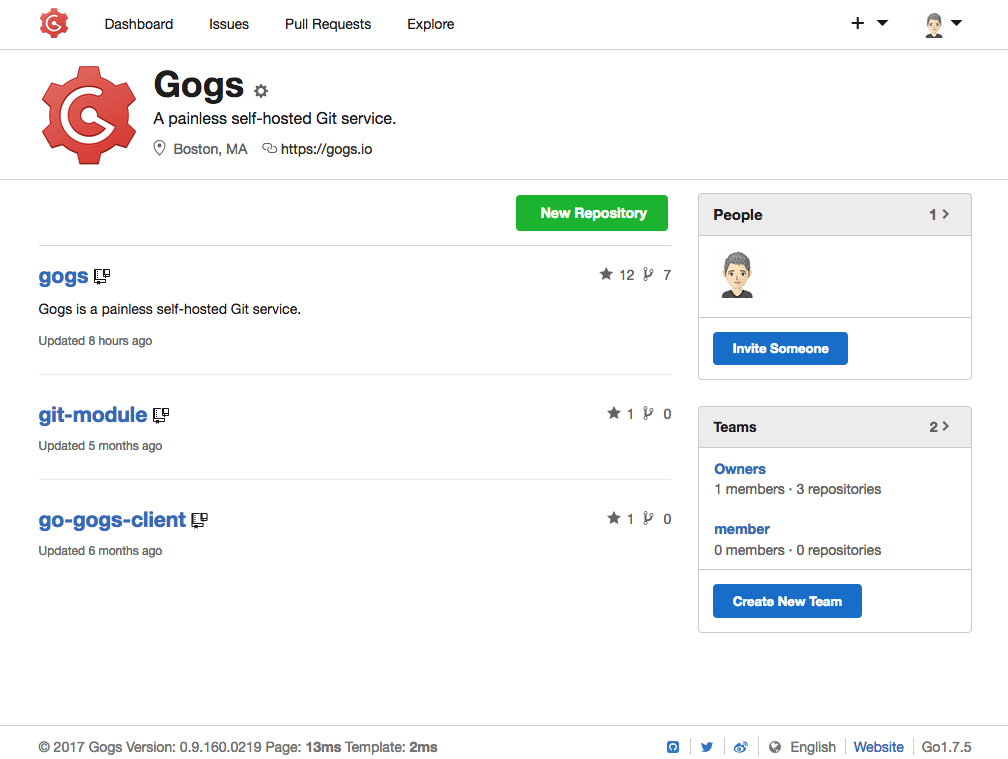 Dashboard Issues Pull Requests Explore
Gogs
A painless self-hosted Git service.
Boston, MA https://gogs.io
New Repository
gogs 12 7
Gogs is a painless self-hosted Git service.
Updated 8 hours ago
git-module 1 0
Updated 5 months ago
go-gogs-client 1 0
Updated 6 months ago
People 1
Invite Someone
Teams 2
Owners
1 members · 3 repositories
member
0 members · 0 repositories
Create New Team
© 2017 Gogs Version: 0.9.160.0219 Page: 13ms Template: 2ms
English Website Go1.7.5